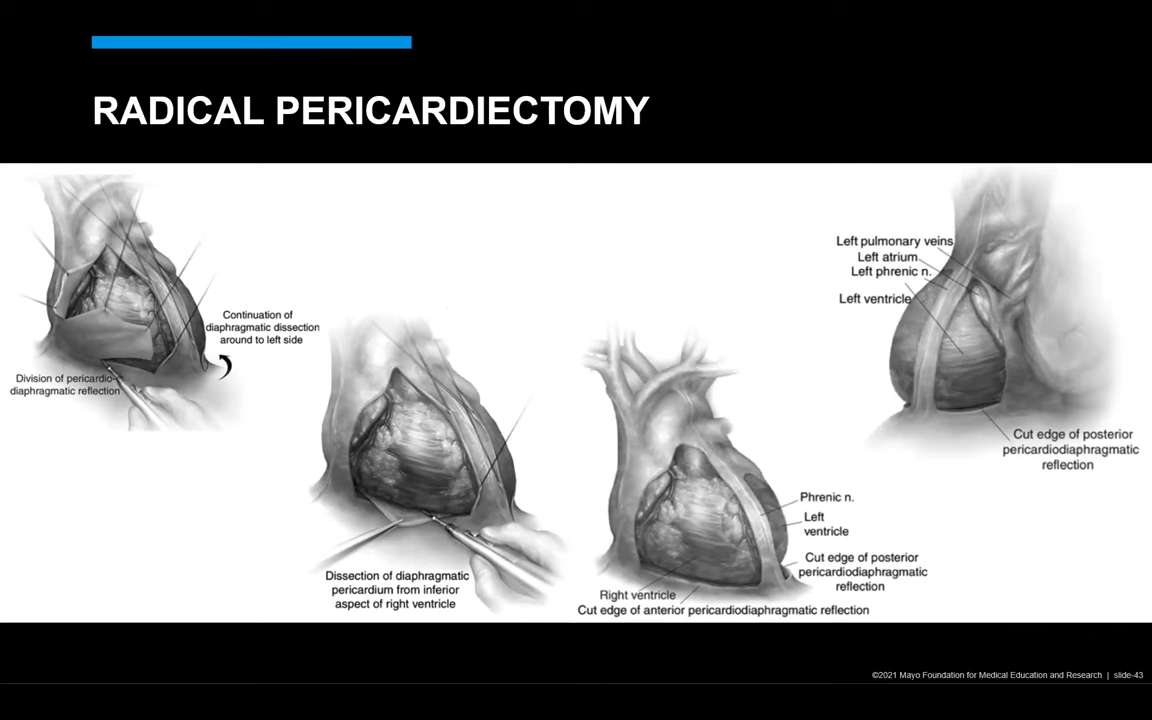 RADICAL PERICARDIECTOMY
Continuation of
diaphragmatic dissection
around to left side
Division of pericardio-
diaphragmatic reflection
Dissection of diaphragmatic
pericardium from inferior
aspect of right ventricle
Phrenic n.
Left
ventricle
Cut edge of posterior
pericardiodiaphragmatic
reflection
Right ventricle
Cut edge of anterior pericardiodiaphragmatic reflection
Left pulmonary veins
Left atrium
Left phrenic n.
Left ventricle
Cut edge of posterior
pericardiodiaphragmatic
reflection
©2021 Mayo Foundation for Medical Education and Research | slide-43